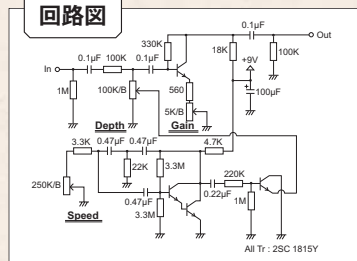 回路図
0.1μF
Out
330K
18K
100K
+9V
0.1μF
100K
0.1μF
In
1M
100K/B
560
5K/B
+
100μF
Depth
Gain
3.3K
0.47μF
0.47μF
4.7K
22K
3.3M
250K/B
0.47μF
3.3M
220K
0.22μF
1M
Speed
All Tr : 2SC 1815Y